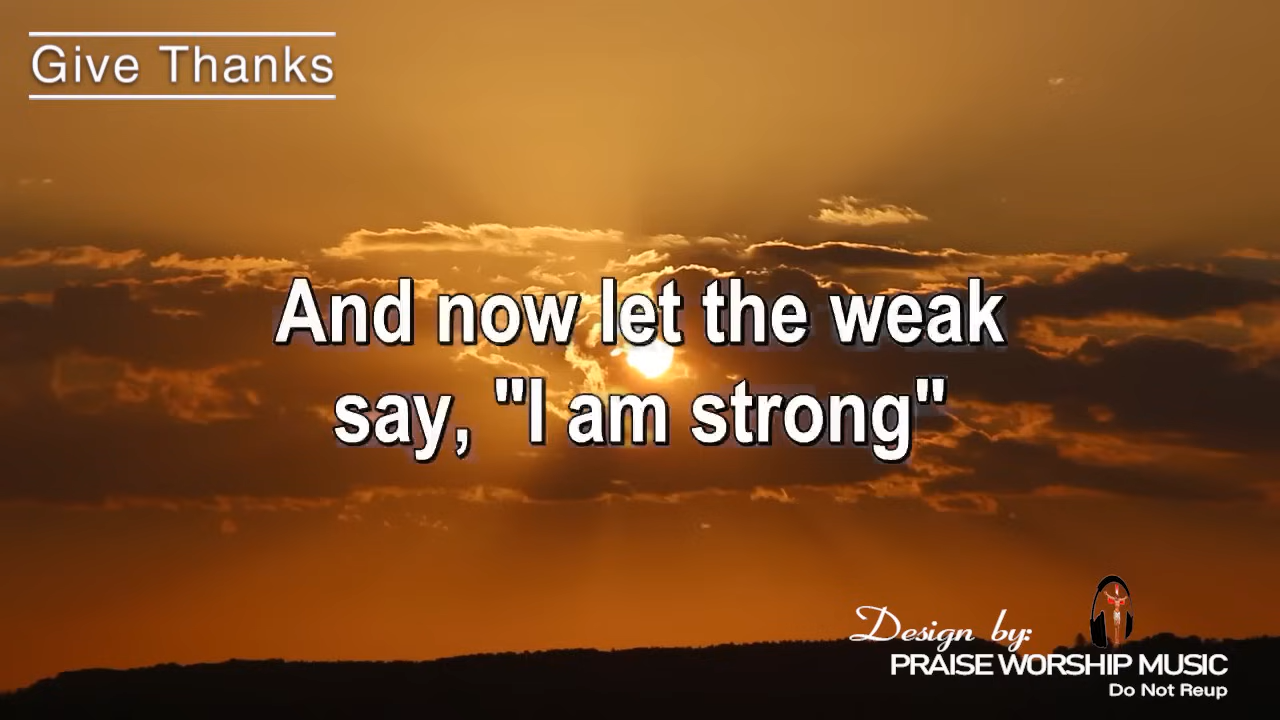 Give Thanks
And now let the weak
say, "I am strong"
Design by:
PRAISE WORSHIP MUSIC
Do Not Reup